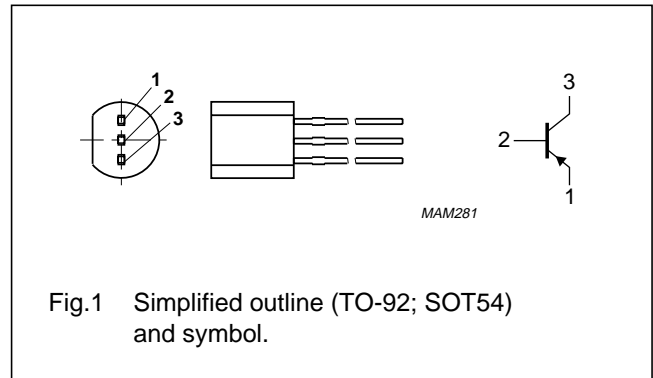 1
2
3
3
2
1
MAM281
Fig.1 Simplified outline (TO-92; SOT54)
and symbol.